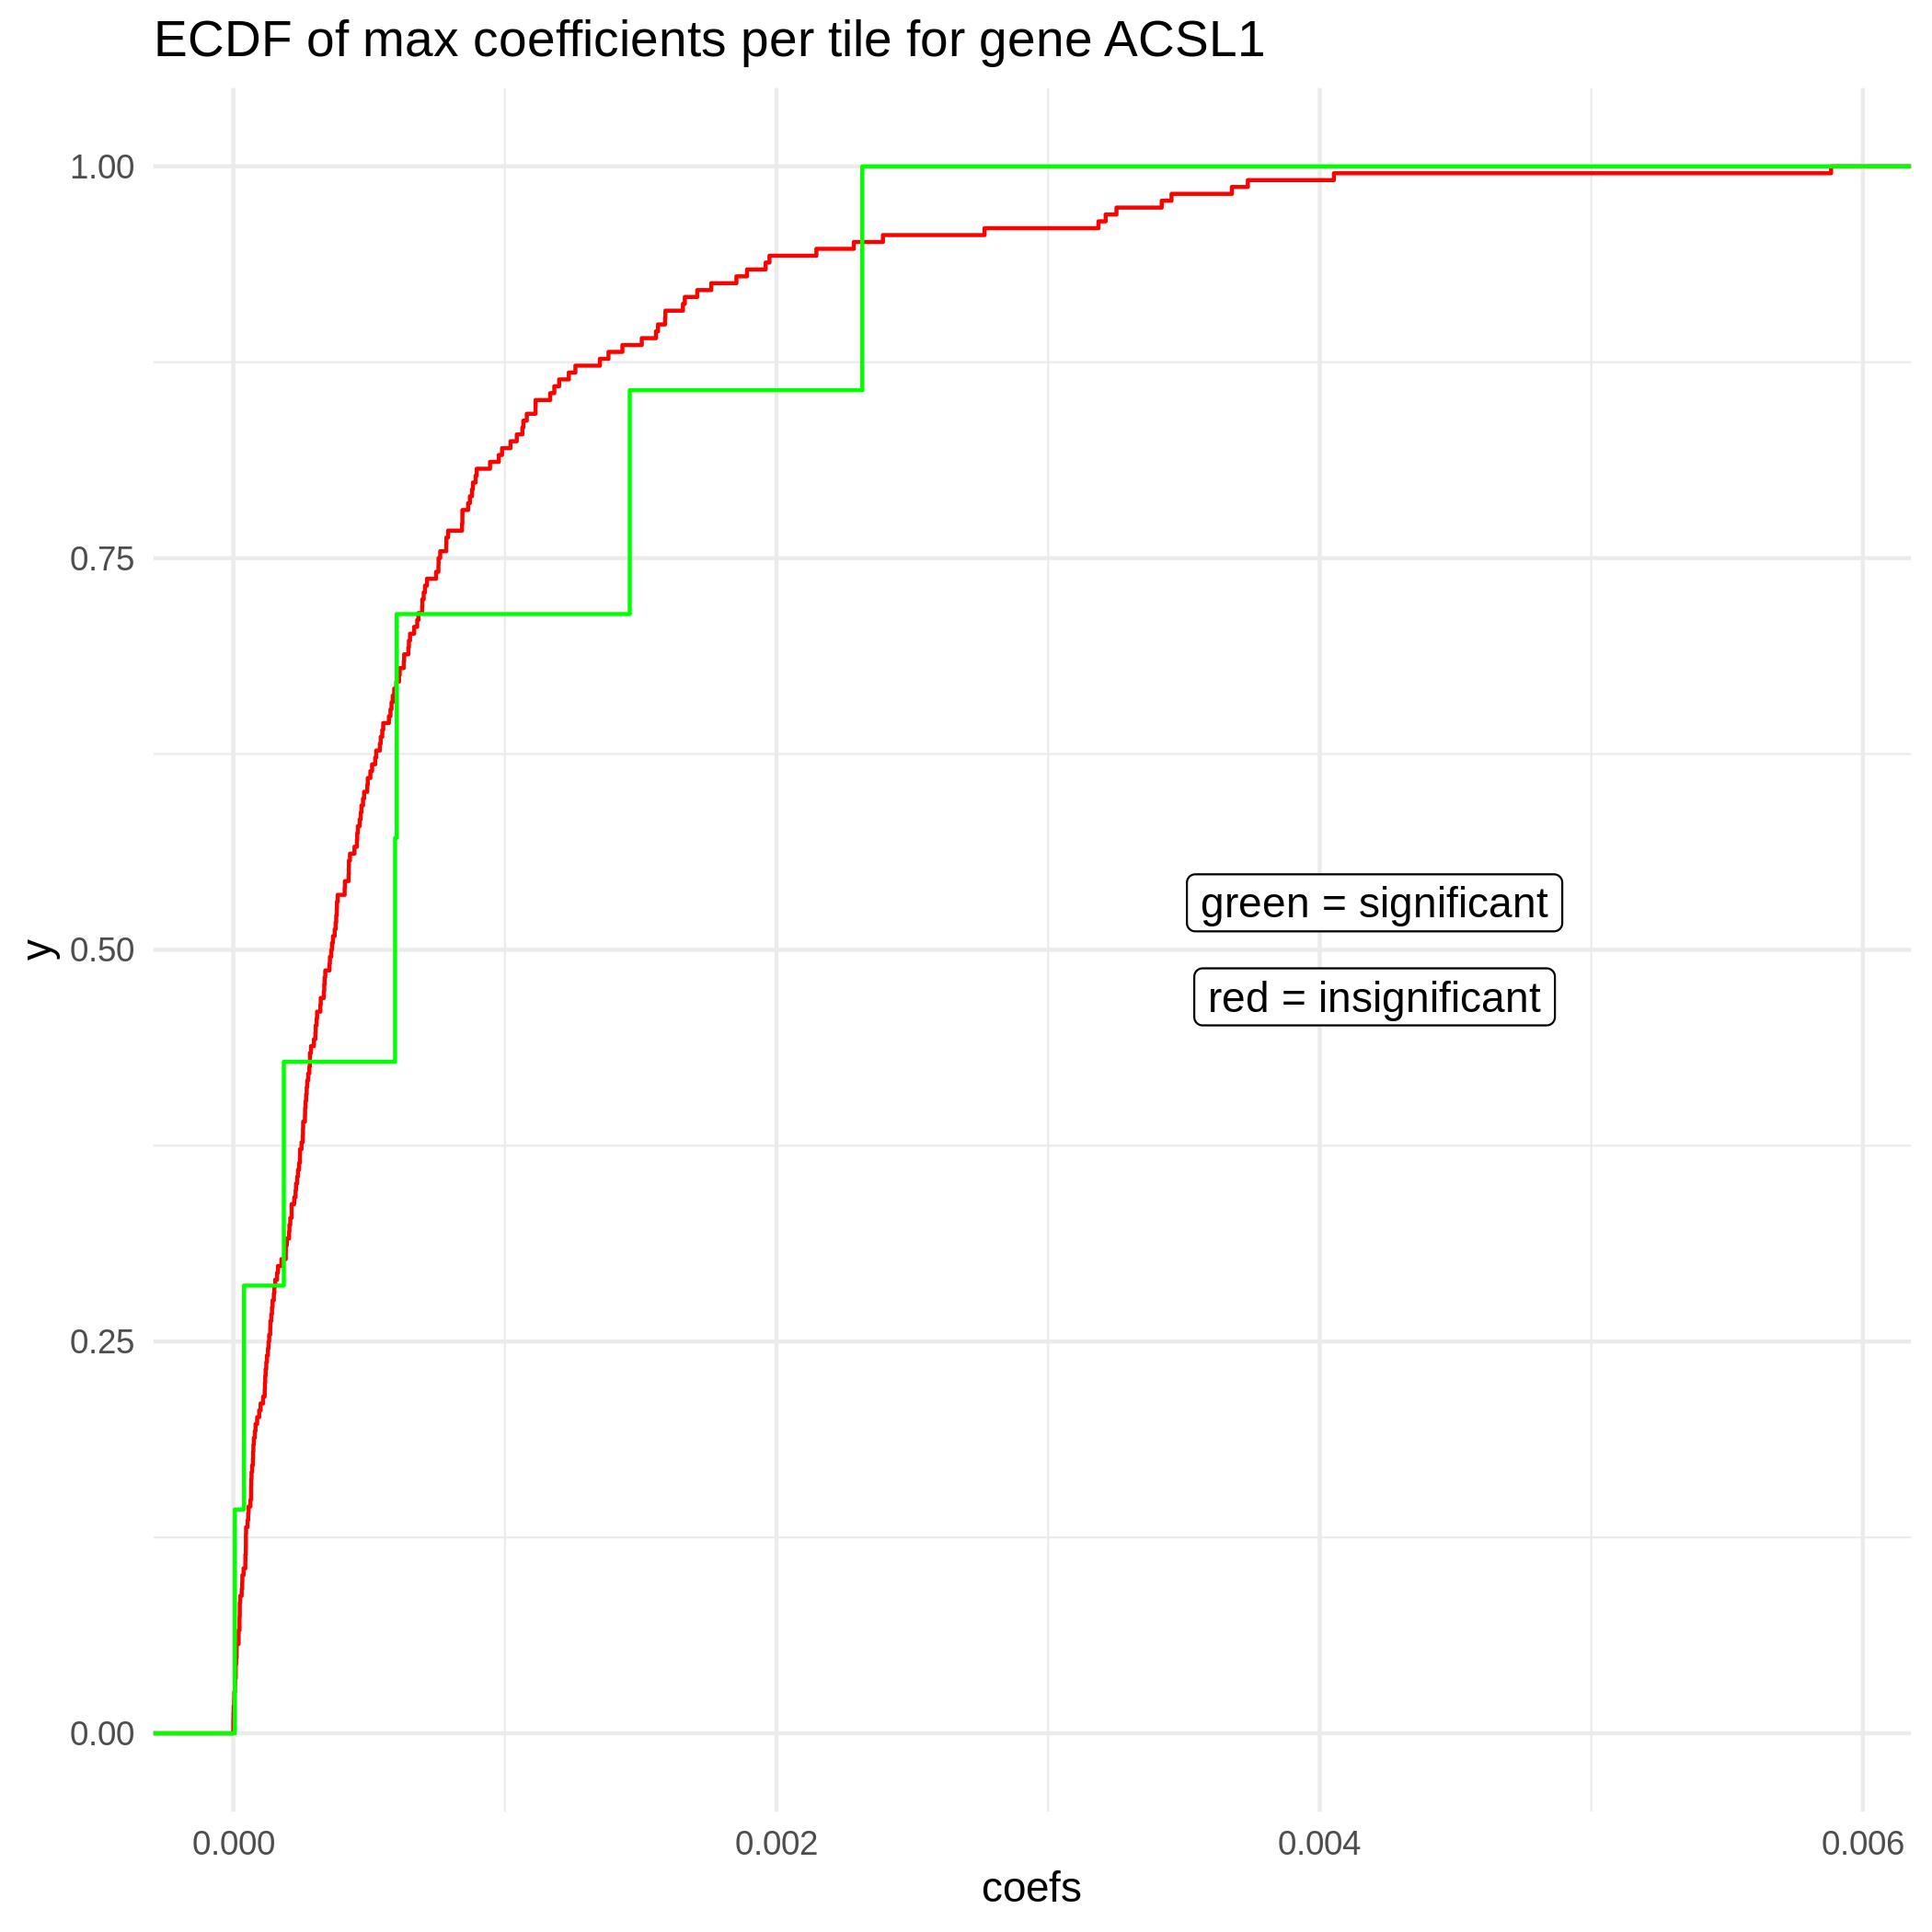 ECDF of max coefficients per tile for gene ACSL1
1.00
0.75
0.50
0.25
0.00
y
green = significant
red = insignificant
0.000 0.002 0.004 0.006
coefs